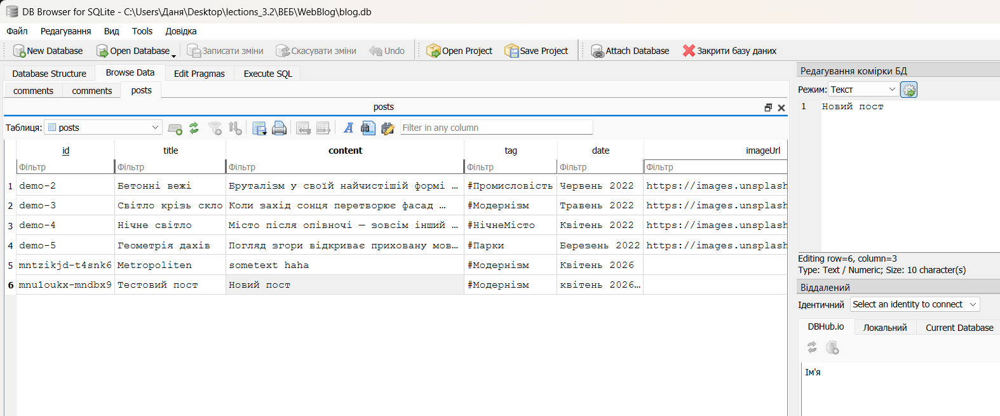 DB Browser for SQLite - C:\Users\Даня\Desktop\lections_3.2\ВЕБ\WebBlog\blog.db
Файл Редагування Вид Tools Довідка
New Database Open Database Записати зміни Скасувати зміни Undo Open Project Save Project Attach Database Закрити базу даних
Database Structure Browse Data Edit Pragmas Execute SQL
comments comments posts
posts
Таблиця: posts Filter in any column
id title content tag date imageUrl
Фільтр Фільтр Фільтр Фільтр Фільтр Фільтр
1 demo-2 Бетонні вежі Бруталізм у своїй найчистішій формі … #Промисловість Червень 2022 https://images.unsplash
2 demo-3 Світло крізь скло Коли захід сонця перетворює фасад … #Модернізм Травень 2022 https://images.unsplash
3 demo-4 Нічне світло Місто після опівночі — зовсім інший … #НічнеМісто Квітень 2022 https://images.unsplash
4 demo-5 Геометрія дахів Погляд згори відкриває приховану мов… #Парки Березень 2022 https://images.unsplash
5 mntzikjd-t4snk6 Metropoliten sometext haha #Модернізм Квітень 2026
6 mnu1oukx-mndbx9 Тестовий пост Новий пост #Модернізм квітень 2026…
Редагування комірки БД
Режим: Текст
1 Новий пост
Editing row=6, column=3
Type: Text / Numeric; Size: 10 character(s)
Віддалений
Ідентичний Select an identity to connect
DBHub.io Локальний Current Database
Ім'я